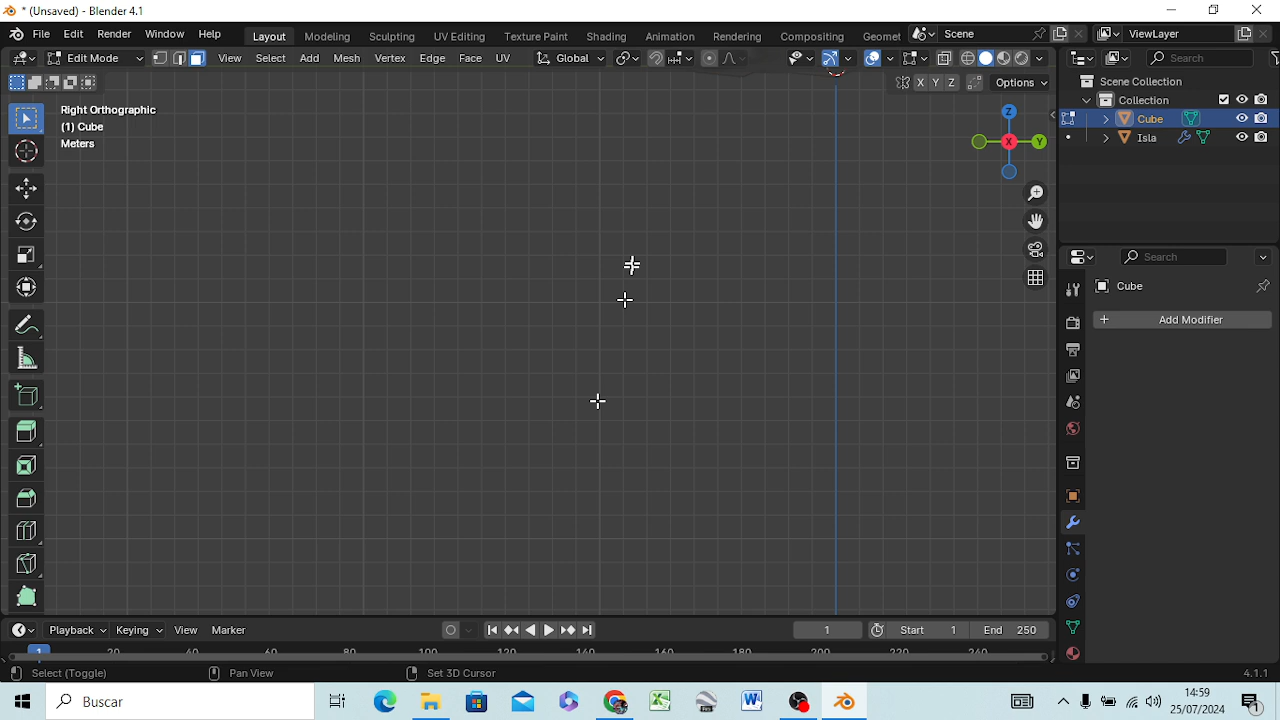 * (Unsaved) - Blender 4.1
File Edit Render Window Help Layout Modeling Sculpting UV Editing Texture Paint Shading Animation Rendering Compositing Geomet Scene ViewLayer
Edit Mode View Select Add Mesh Vertex Edge Face UV Global Search
X Y Z Options
Scene Collection
Collection
Cube
Isla
Right Orthographic
(1) Cube
Meters
Z
X Y
Search
Cube
+ Add Modifier
Playback Keying View Marker 1 Start 1 End 250
1 20 40 60 80 100 120 140 160 180 200 220 240
Select (Toggle) Pan View Set 3D Cursor 4.1.1
Buscar
14:59
25/07/2024
1